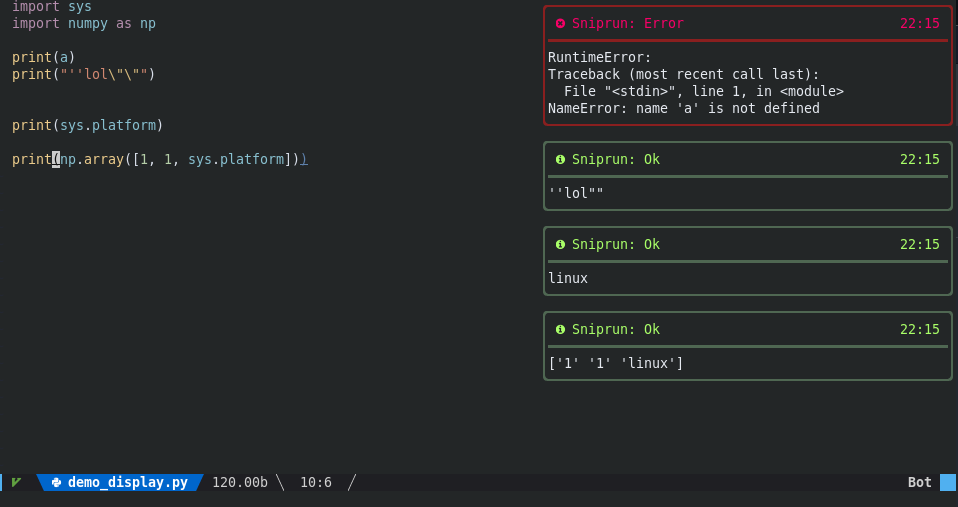 import sys
import numpy as np
print(a)
print("''lol\"\"")
print(sys.platform)
print(np.array([1, 1, sys.platform]))
Sniprun: Error 22:15
RuntimeError:
Traceback (most recent call last):
  File "<stdin>", line 1, in <module>
NameError: name 'a' is not defined
Sniprun: Ok 22:15
''lol""
Sniprun: Ok 22:15
linux
Sniprun: Ok 22:15
['1' '1' 'linux']
demo_display.py 120.00b 10:6 Bot